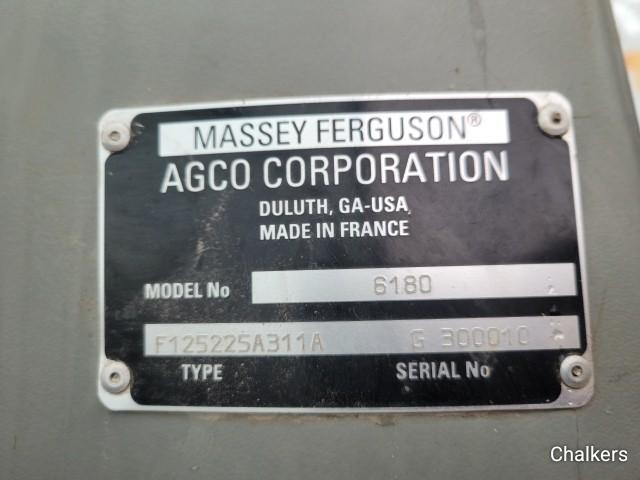 MASSEY FERGUSON®
AGCO CORPORATION
DULUTH, GA-USA
MADE IN FRANCE
MODEL No 6180
F125225A311A G 300010
TYPE SERIAL No
Chalkers